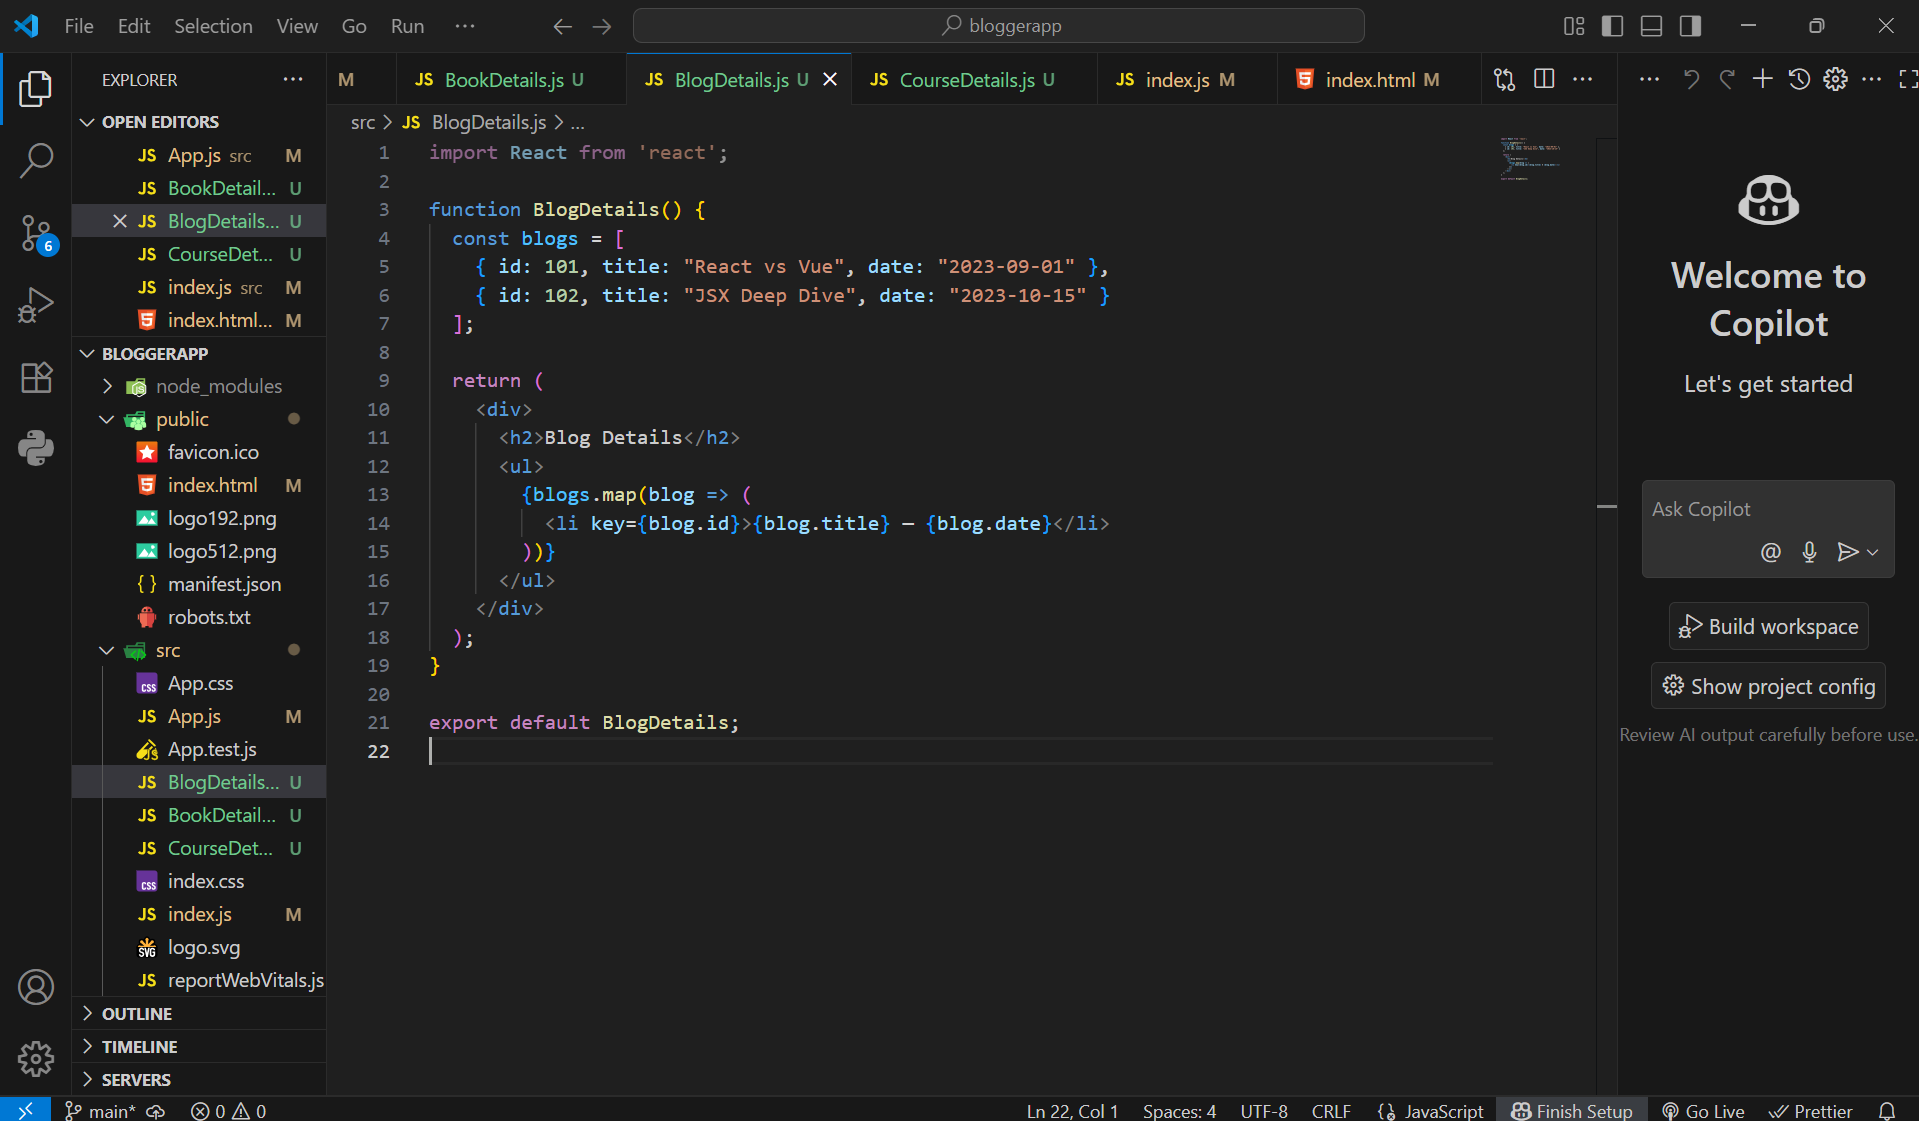 File Edit Selection View Go Run ··· bloggerapp
EXPLORER ···
OPEN EDITORS
JS App.js src M
JS BookDetail... U
JS BlogDetails... U
JS CourseDet... U
JS index.js src M
index.html... M
BLOGGERAPP
node_modules
public
favicon.ico
index.html M
logo192.png
logo512.png
{ } manifest.json
robots.txt
src
css App.css
JS App.js M
App.test.js
JS BlogDetails... U
JS BookDetail... U
JS CourseDet... U
css index.css
JS index.js M
SVG logo.svg
JS reportWebVitals.js
OUTLINE
TIMELINE
SERVERS
6
M JS BookDetails.js U JS BlogDetails.js U JS CourseDetails.js U JS index.js M index.html M ···
src > JS BlogDetails.js > ...
1 import React from 'react';
2
3 function BlogDetails() {
4 const blogs = [
5 { id: 101, title: "React vs Vue", date: "2023-09-01" },
6 { id: 102, title: "JSX Deep Dive", date: "2023-10-15" }
7 ];
8
9 return (
10 <div>
11 <h2>Blog Details</h2>
12 <ul>
13 {blogs.map(blog => (
14 <li key={blog.id}>{blog.title} — {blog.date}</li>
15 ))}
16 </ul>
17 </div>
18 );
19 }
20
21 export default BlogDetails;
22
Welcome to
Copilot
Let's get started
Ask Copilot
@
Build workspace
Show project config
Review AI output carefully before use.
main* 0 0 Ln 22, Col 1 Spaces: 4 UTF-8 CRLF JavaScript Finish Setup Go Live Prettier